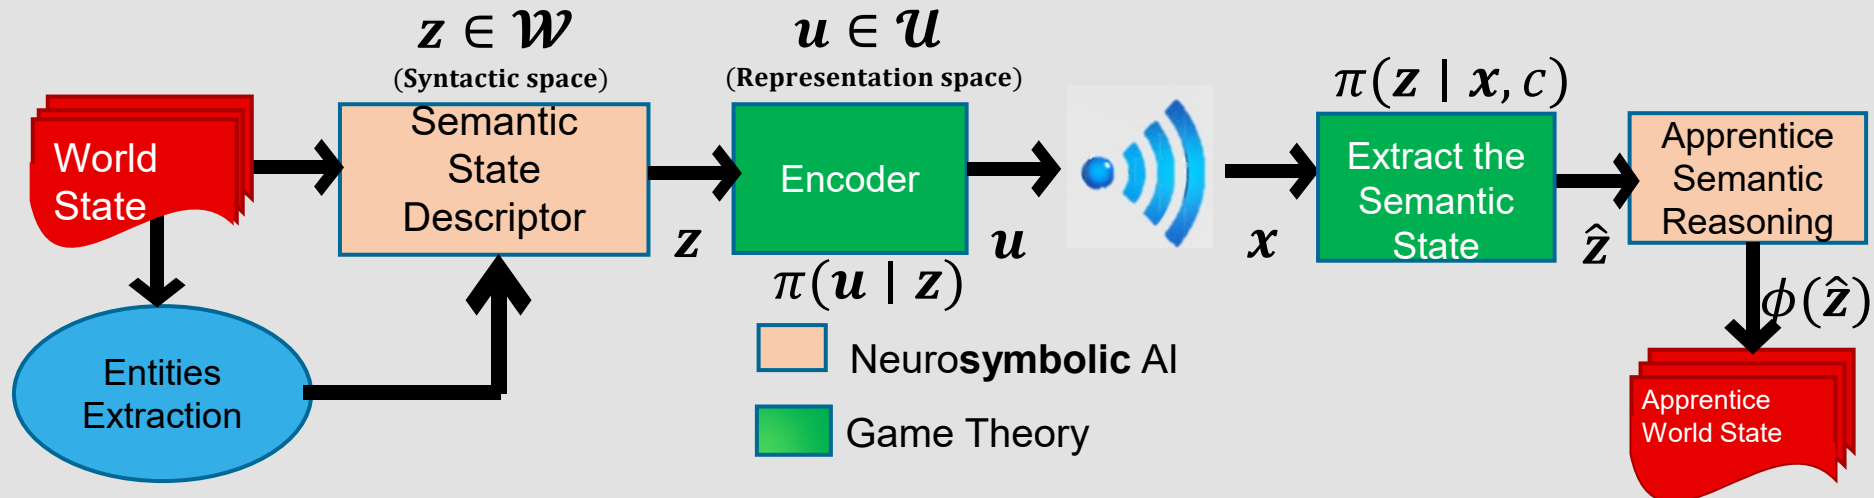 z ∈ 𝒲
(Syntactic space)
u ∈ 𝒰
(Representation space)
π(z | x, c)
World
State
Semantic
State
Descriptor
z
Encoder
π(u | z)
u
x
Extract the
Semantic
State
ẑ
Apprentice
Semantic
Reasoning
ϕ(ẑ)
Entities
Extraction
Neurosymbolic AI
Game Theory
Apprentice
World State